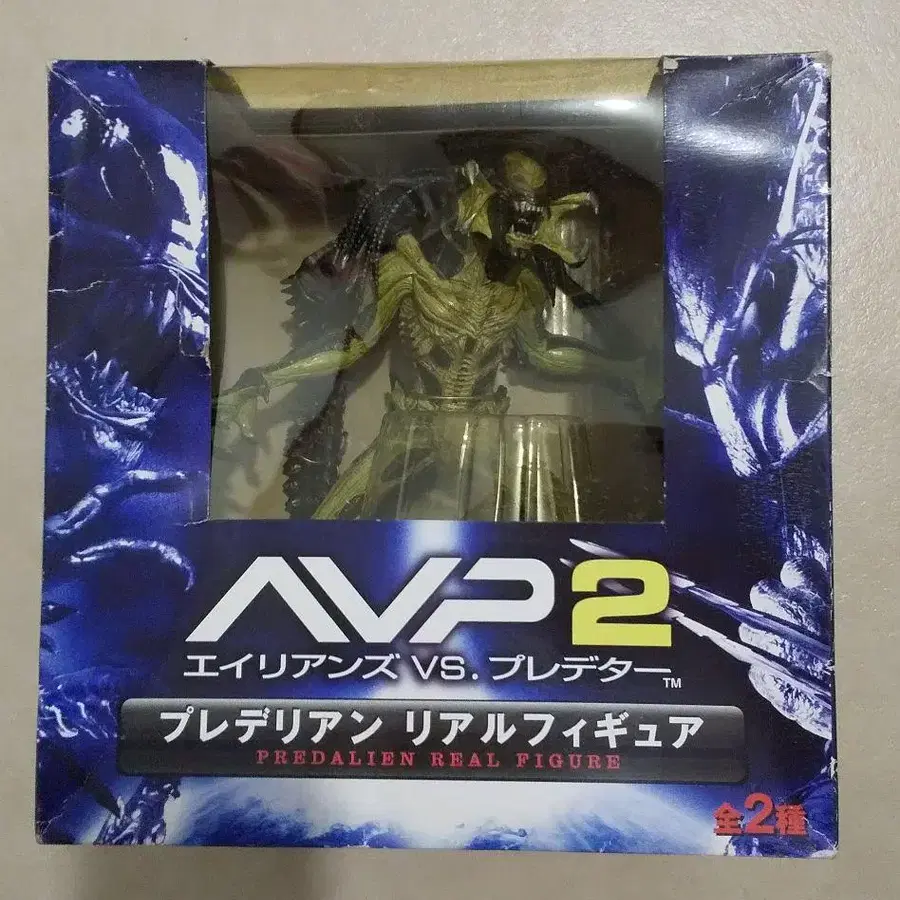 AVP2
エイリアンズ VS. プレデター™
プレデリアン リアルフィギュア
PREDALIEN REAL FIGURE
全2種